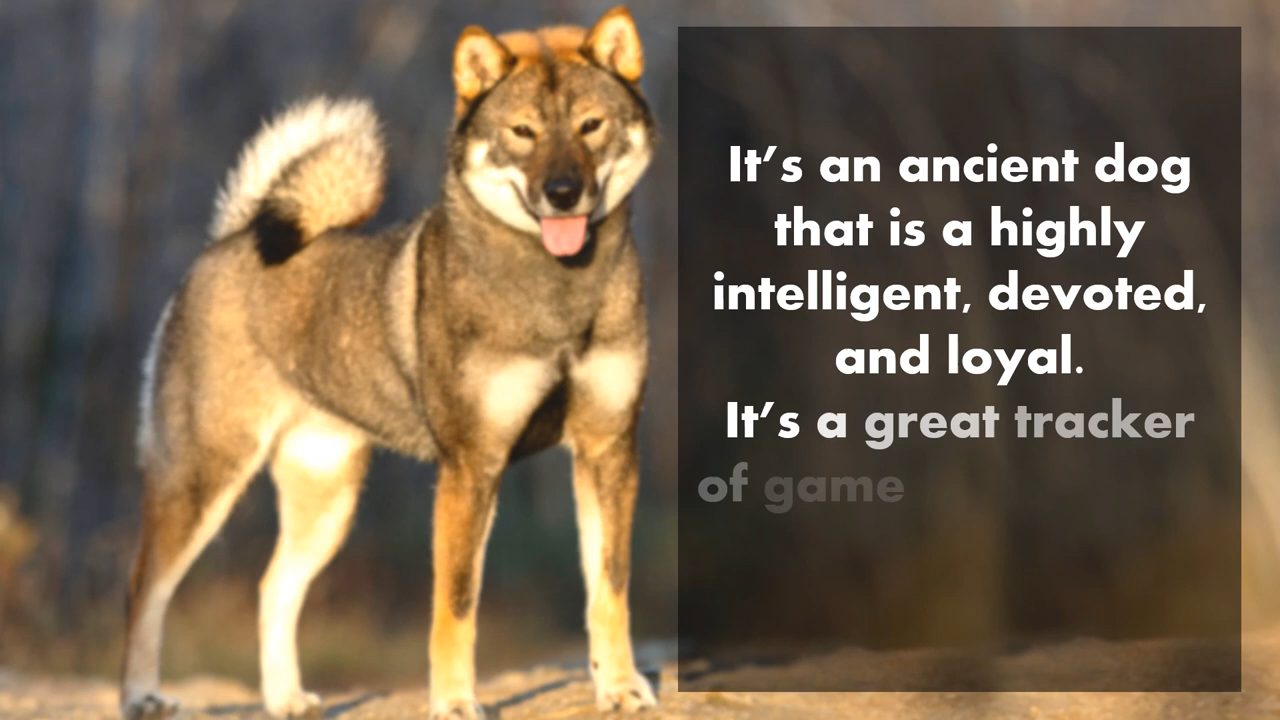 It’s an ancient dog
that is a highly
intelligent, devoted,
and loyal.
It’s a great tracker
of game